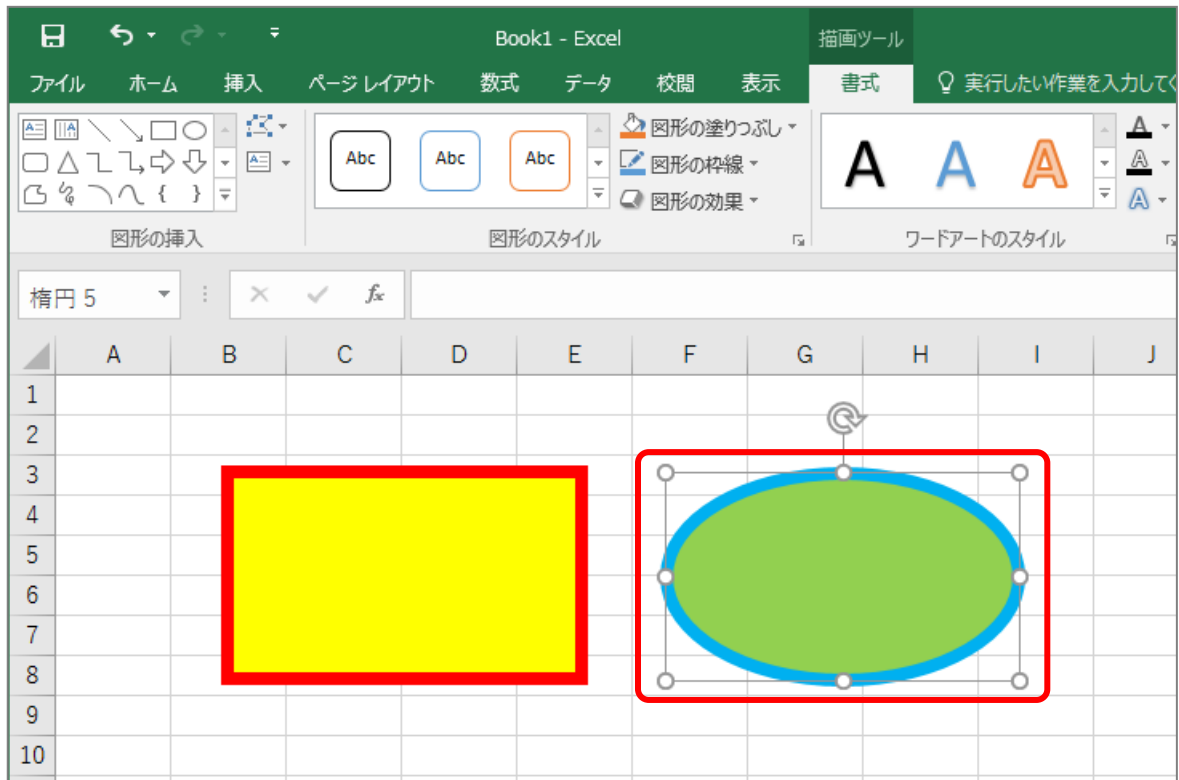 Book1 - Excel
描画ツール
ファイル ホーム 挿入 ページ レイアウト 数式 データ 校閲 表示 書式 実行したい作業を入力してく
Abc Abc Abc
図形の塗りつぶし
図形の枠線
図形の効果
A A A
A
A
A
図形の挿入 図形のスタイル ワードアートのスタイル
楕円 5 fx
A B C D E F G H I J
1
2
3
4
5
6
7
8
9
10